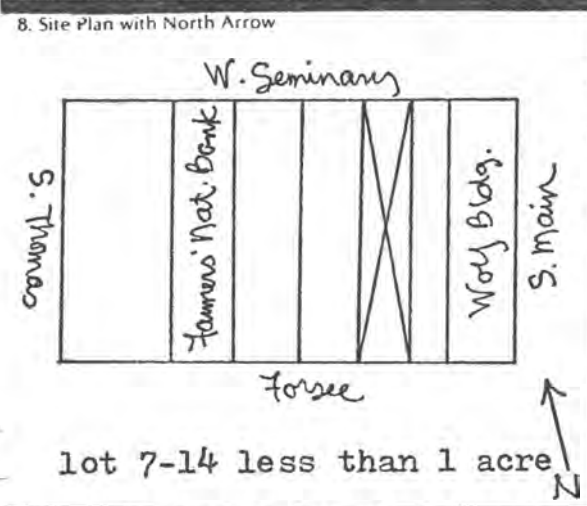 8. Site Plan with North Arrow
W. Seminary
S. Thomas
Farmers' Nat. Bank
Wolf Bldg.
S. Main
Forsee
lot 7-14 less than 1 acre
N